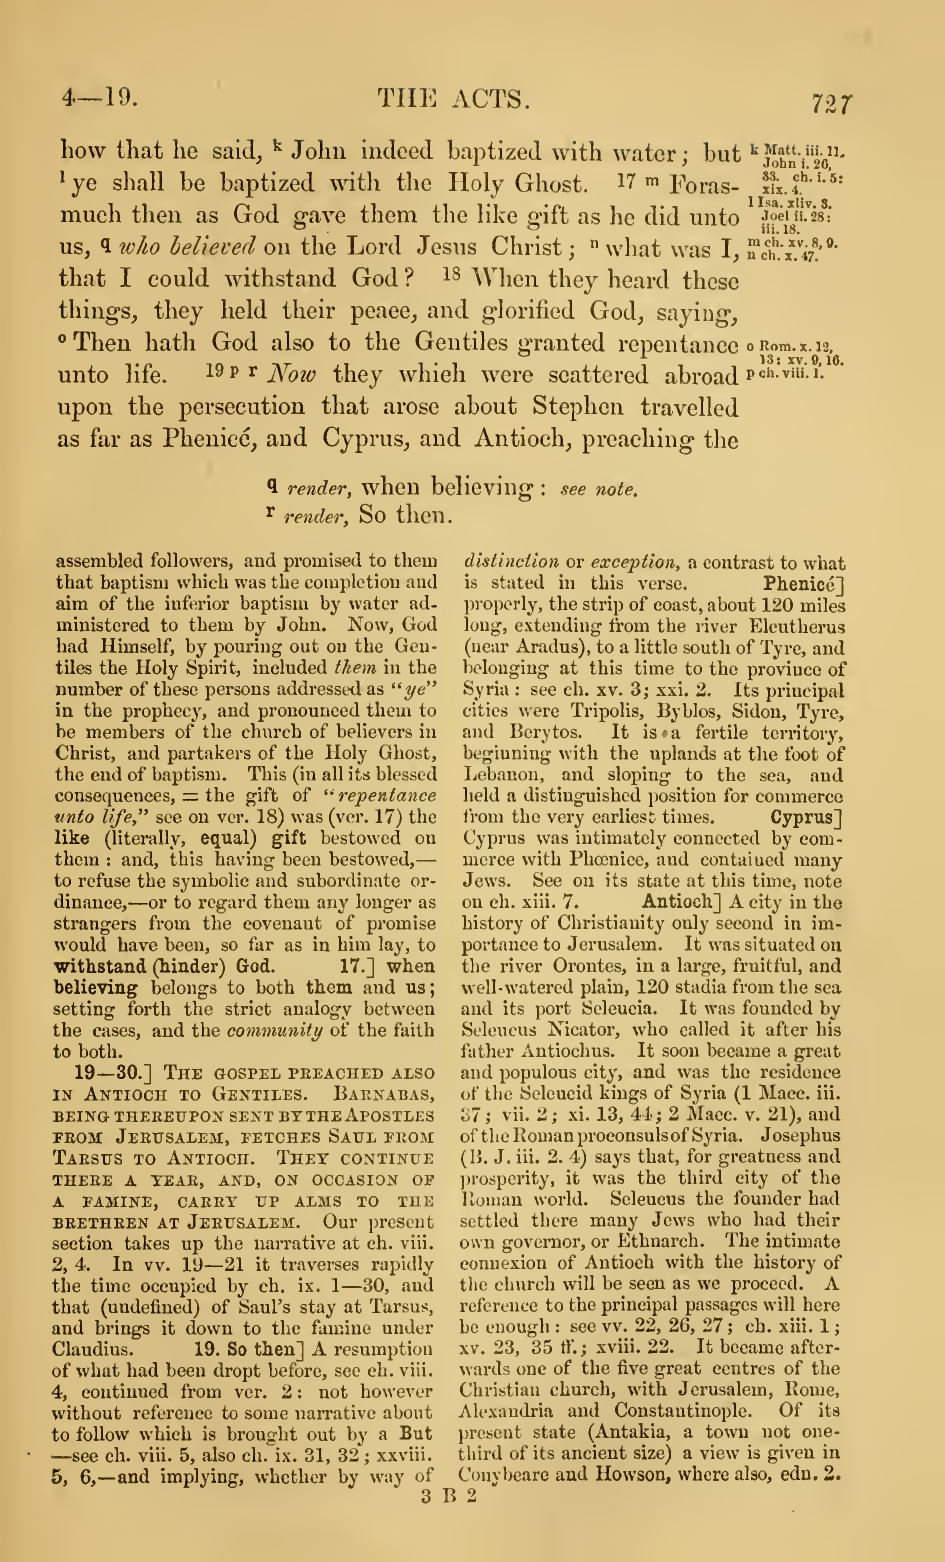 4—19.
THE ACTS.
727
how that he said, k John indeed baptized with water; but
l ye shall be baptized with the Holy Ghost. 17 m Foras-
much then as God gave them the like gift as he did unto
us, q who believed on the Lord Jesus Christ; n what was I,
that I could withstand God? 18 When they heard these
things, they held their peace, and glorified God, saying,
o Then hath God also to the Gentiles granted repentance
unto life. 19 p r Now they which were scattered abroad
upon the persecution that arose about Stephen travelled
as far as Phenicé, and Cyprus, and Antioch, preaching the
k Matt. iii. 11.
John i. 26,
33. ch. i. 5:
xix. 4.
l Isa. xliv. 3.
Joel ii. 28:
iii. 18.
m ch. xv. 8, 9.
n ch. x. 47.
o Rom. x. 12,
13: xv. 9, 16.
p ch. viii. 1.
q render, when believing: see note.
r render, So then.
assembled followers, and promised to them
that baptism which was the completion and
aim of the inferior baptism by water ad-
ministered to them by John. Now, God
had Himself, by pouring out on the Gen-
tiles the Holy Spirit, included them in the
number of these persons addressed as "ye"
in the prophecy, and pronounced them to
be members of the church of believers in
Christ, and partakers of the Holy Ghost,
the end of baptism. This (in all its blessed
consequences, = the gift of "repentance
unto life," see on ver. 18) was (ver. 17) the
like (literally, equal) gift bestowed on
them: and, this having been bestowed,—
to refuse the symbolic and subordinate or-
dinance,—or to regard them any longer as
strangers from the covenant of promise
would have been, so far as in him lay, to
withstand (hinder) God. 17.] when
believing belongs to both them and us;
setting forth the strict analogy between
the cases, and the community of the faith
to both.
19—30.] THE GOSPEL PREACHED ALSO
IN ANTIOCH TO GENTILES. BARNABAS,
BEING THEREUPON SENT BY THE APOSTLES
FROM JERUSALEM, FETCHES SAUL FROM
TARSUS TO ANTIOCH. THEY CONTINUE
THERE A YEAR, AND, ON OCCASION OF
A FAMINE, CARRY UP ALMS TO THE
BRETHREN AT JERUSALEM. Our present
section takes up the narrative at ch. viii.
2, 4. In vv. 19—21 it traverses rapidly
the time occupied by ch. ix. 1—30, and
that (undefined) of Saul's stay at Tarsus,
and brings it down to the famine under
Claudius. 19. So then] A resumption
of what had been dropt before, see ch. viii.
4, continued from ver. 2: not however
without reference to some narrative about
to follow which is brought out by a But
—see ch. viii. 5, also ch. ix. 31, 32; xxviii.
5, 6,—and implying, whether by way of
distinction or exception, a contrast to what
is stated in this verse. Phenicé]
properly, the strip of coast, about 120 miles
long, extending from the river Eleutherus
(near Aradus), to a little south of Tyre, and
belonging at this time to the province of
Syria: see ch. xv. 3; xxi. 2. Its principal
cities were Tripolis, Byblos, Sidon, Tyre,
and Berytos. It is a fertile territory,
beginning with the uplands at the foot of
Lebanon, and sloping to the sea, and
held a distinguished position for commerce
from the very earliest times. Cyprus]
Cyprus was intimately connected by com-
merce with Phœnice, and contained many
Jews. See on its state at this time, note
on ch. xiii. 7. Antioch] A city in the
history of Christianity only second in im-
portance to Jerusalem. It was situated on
the river Orontes, in a large, fruitful, and
well-watered plain, 120 stadia from the sea
and its port Seleucia. It was founded by
Seleucus Nicator, who called it after his
father Antiochus. It soon became a great
and populous city, and was the residence
of the Seleucid kings of Syria (1 Macc. iii.
37; vii. 2; xi. 13, 44; 2 Macc. v. 21), and
of the Roman proconsuls of Syria. Josephus
(B. J. iii. 2. 4) says that, for greatness and
prosperity, it was the third city of the
Roman world. Seleucus the founder had
settled there many Jews who had their
own governor, or Ethnarch. The intimate
connexion of Antioch with the history of
the church will be seen as we proceed. A
reference to the principal passages will here
be enough: see vv. 22, 26, 27; ch. xiii. 1;
xv. 23, 35 ff.; xviii. 22. It became after-
wards one of the five great centres of the
Christian church, with Jerusalem, Rome,
Alexandria and Constantinople. Of its
present state (Antakia, a town not one-
third of its ancient size) a view is given in
Conybeare and Howson, where also, edn. 2.
3 B 2